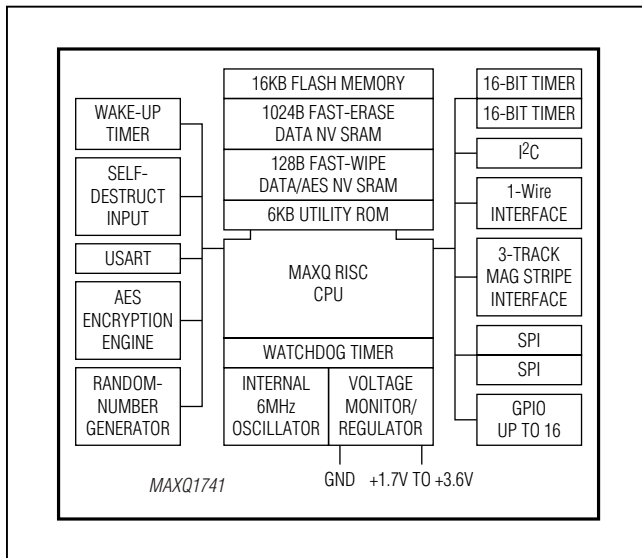 WAKE-UP
TIMER
SELF-
DESTRUCT
INPUT
USART
AES
ENCRYPTION
ENGINE
RANDOM-
NUMBER
GENERATOR
16KB FLASH MEMORY
1024B FAST-ERASE
DATA NV SRAM
128B FAST-WIPE
DATA/AES NV SRAM
6KB UTILITY ROM
MAXQ RISC
CPU
WATCHDOG TIMER
INTERNAL
6MHz
OSCILLATOR
VOLTAGE
MONITOR/
REGULATOR
16-BIT TIMER
16-BIT TIMER
I²C
1-Wire
INTERFACE
3-TRACK
MAG STRIPE
INTERFACE
SPI
SPI
GPIO
UP TO 16
MAXQ1741
GND +1.7V TO +3.6V